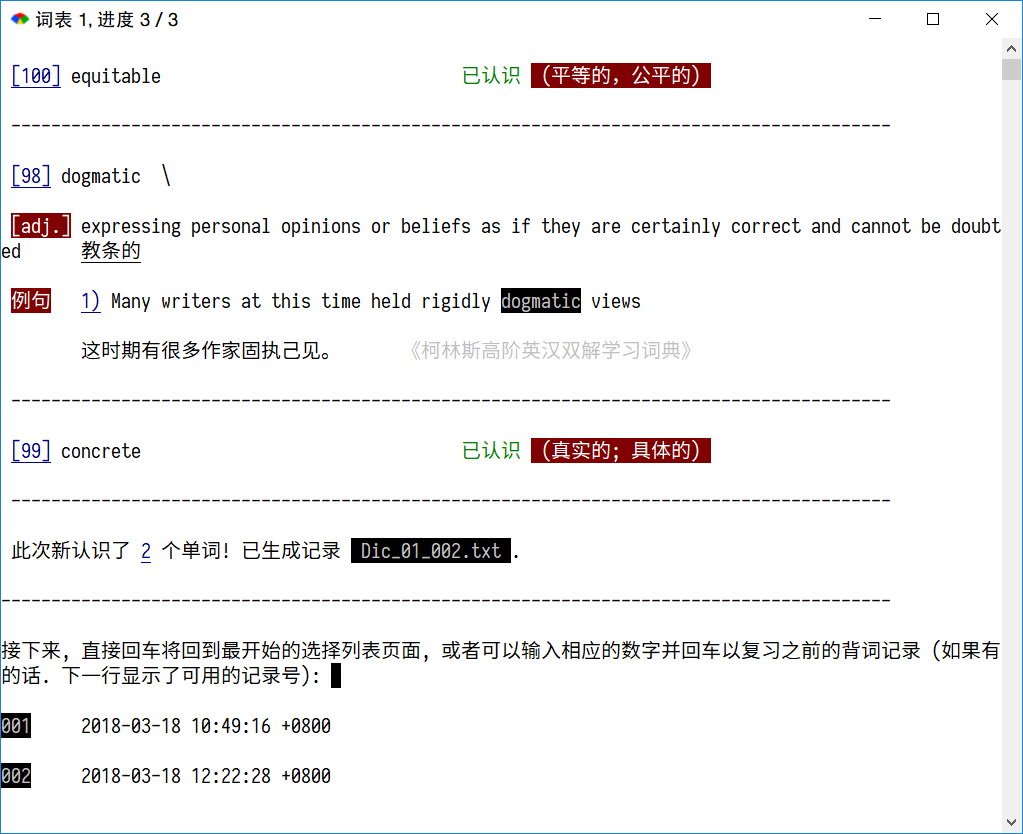 词表 1, 进度 3 / 3
[100] equitable 已认识 (平等的，公平的)
----------------------------------------------------------------------------------------
[98] dogmatic \
[adj.] expressing personal opinions or beliefs as if they are certainly correct and cannot be doubt
ed 教条的
例句 1) Many writers at this time held rigidly dogmatic views
这时期有很多作家固执己见。 《柯林斯高阶英汉双解学习词典》
----------------------------------------------------------------------------------------
[99] concrete 已认识 (真实的；具体的)
----------------------------------------------------------------------------------------
此次新认识了 2 个单词！已生成记录 Dic_01_002.txt .
-----------------------------------------------------------------------------------------
接下来，直接回车将回到最开始的选择列表页面，或者可以输入相应的数字并回车以复习之前的背词记录（如果有
的话．下一行显示了可用的记录号）：
001 2018-03-18 10:49:16 +0800
002 2018-03-18 12:22:28 +0800